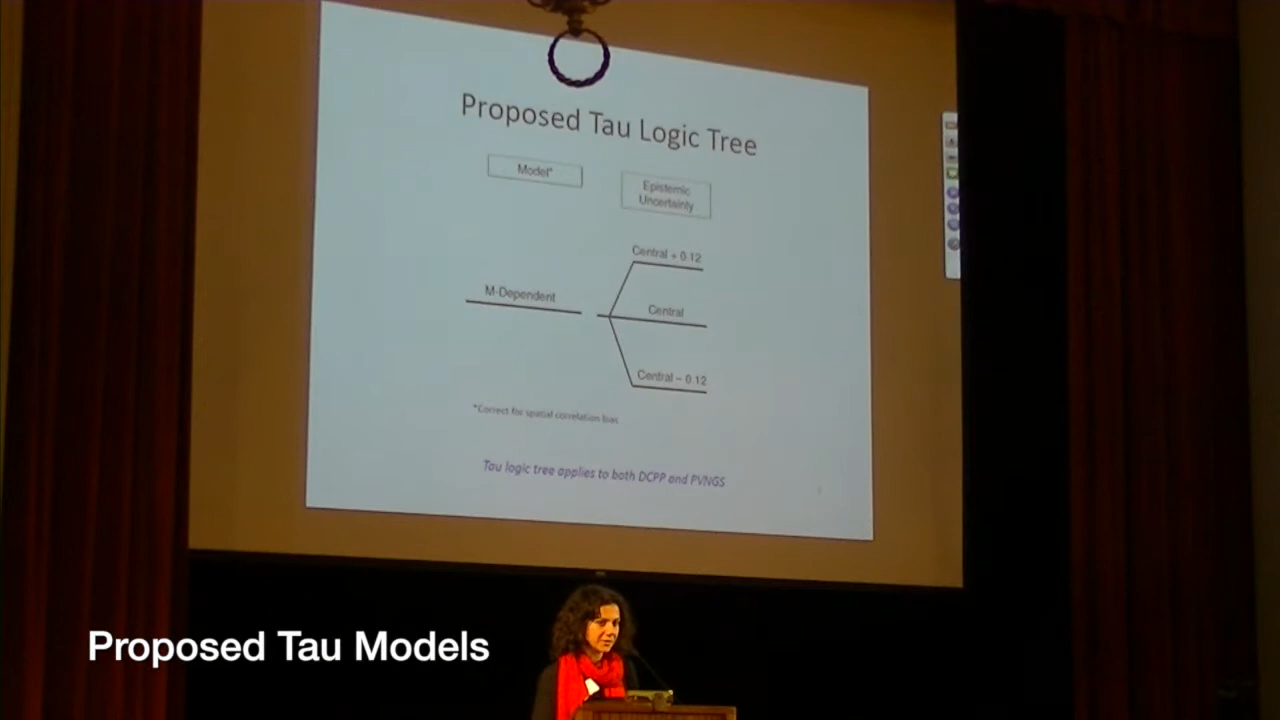 Proposed Tau Logic Tree
Model*
Epistemic
Uncertainty
Central + 0.12
M-Dependent
Central
Central – 0.12
*Correct for spatial correlation bias
Tau logic tree applies to both DCPP and PVNGS
Proposed Tau Models